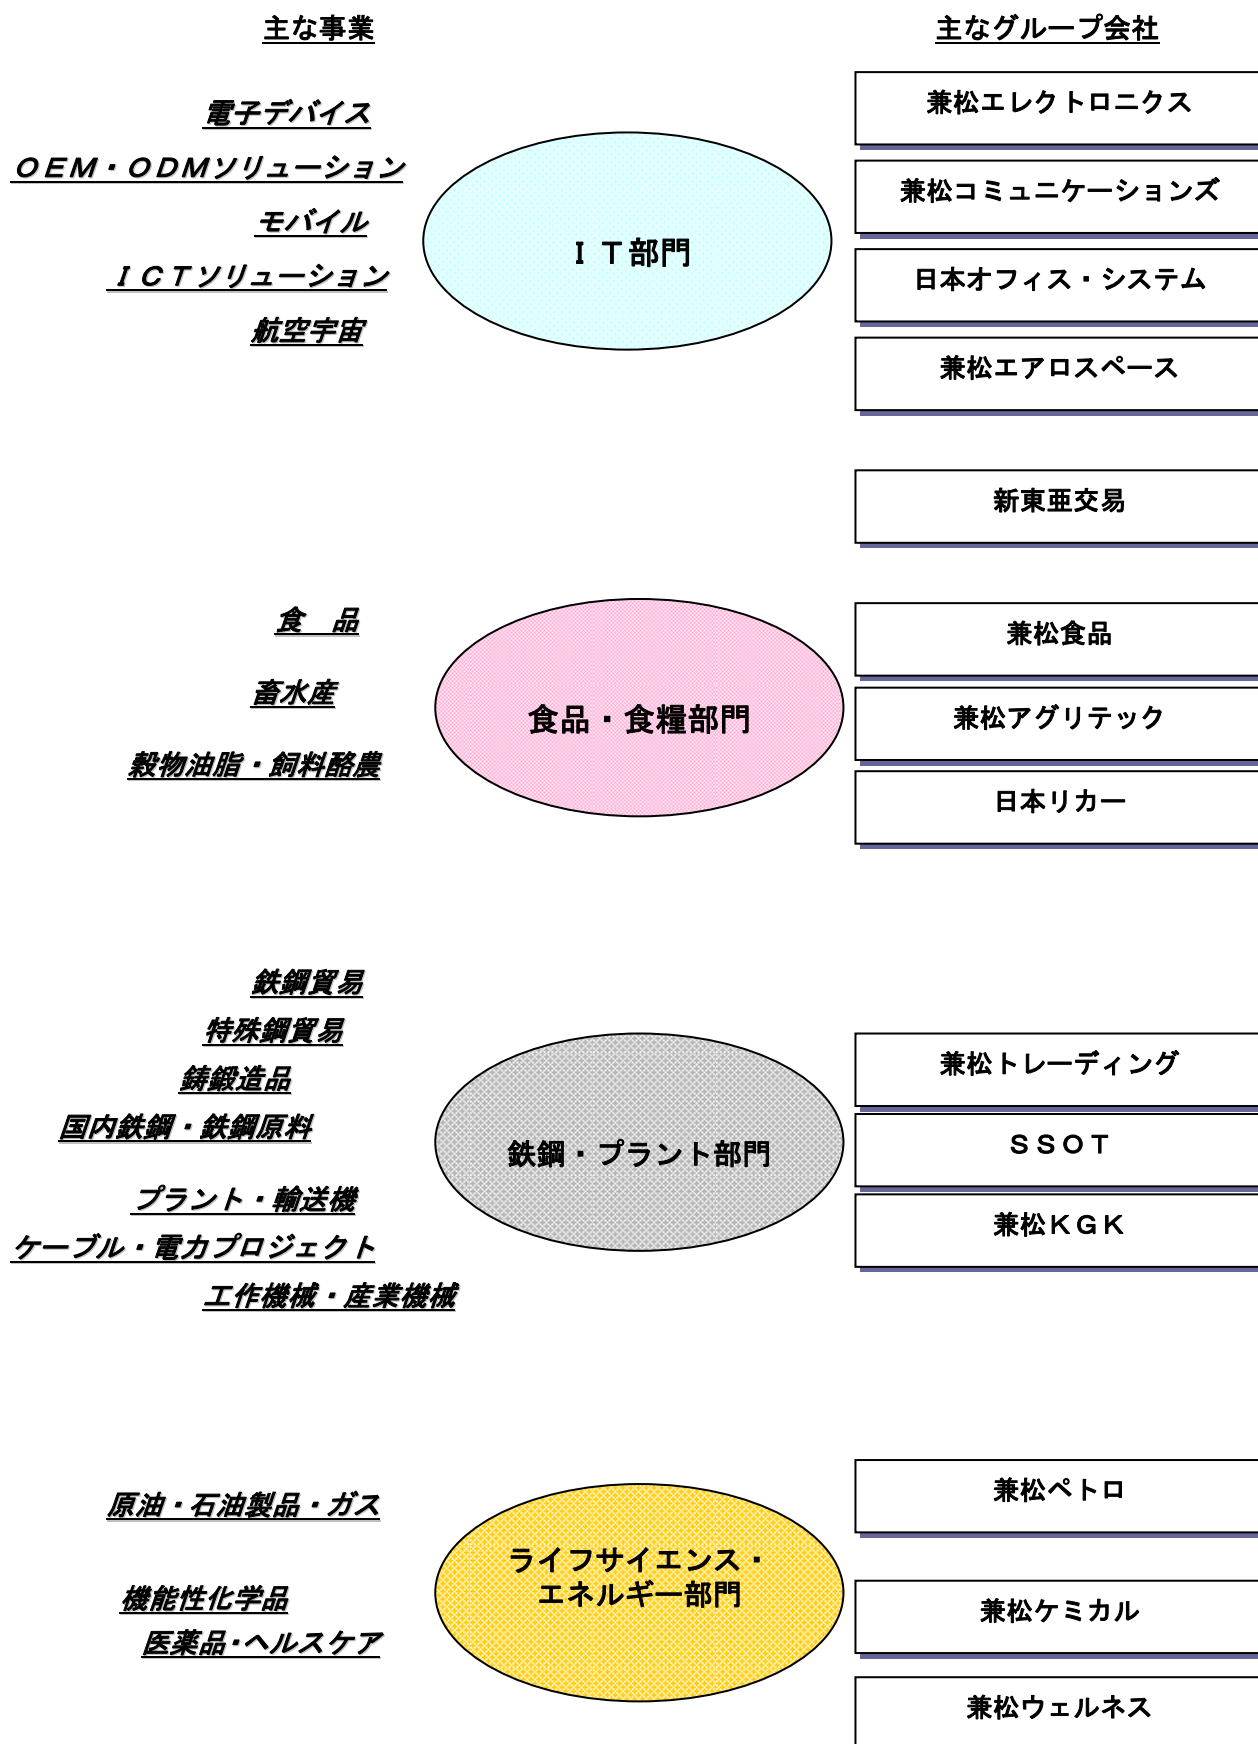 主な事業
主なグループ会社
電子デバイス
ＯＥＭ・ＯＤＭソリューション
モバイル
ＩＣＴソリューション
航空宇宙
ＩＴ部門
兼松エレクトロニクス
兼松コミュニケーションズ
日本オフィス・システム
兼松エアロスペース
新東亜交易
食　品
畜水産
穀物油脂・飼料酪農
食品・食糧部門
兼松食品
兼松アグリテック
日本リカー
鉄鋼貿易
特殊鋼貿易
鋳鍛造品
国内鉄鋼・鉄鋼原料
プラント・輸送機
ケーブル・電力プロジェクト
工作機械・産業機械
鉄鋼・プラント部門
兼松トレーディング
ＳＳＯＴ
兼松ＫＧＫ
原油・石油製品・ガス
機能性化学品
医薬品・ヘルスケア
ライフサイエンス・
エネルギー部門
兼松ペトロ
兼松ケミカル
兼松ウェルネス